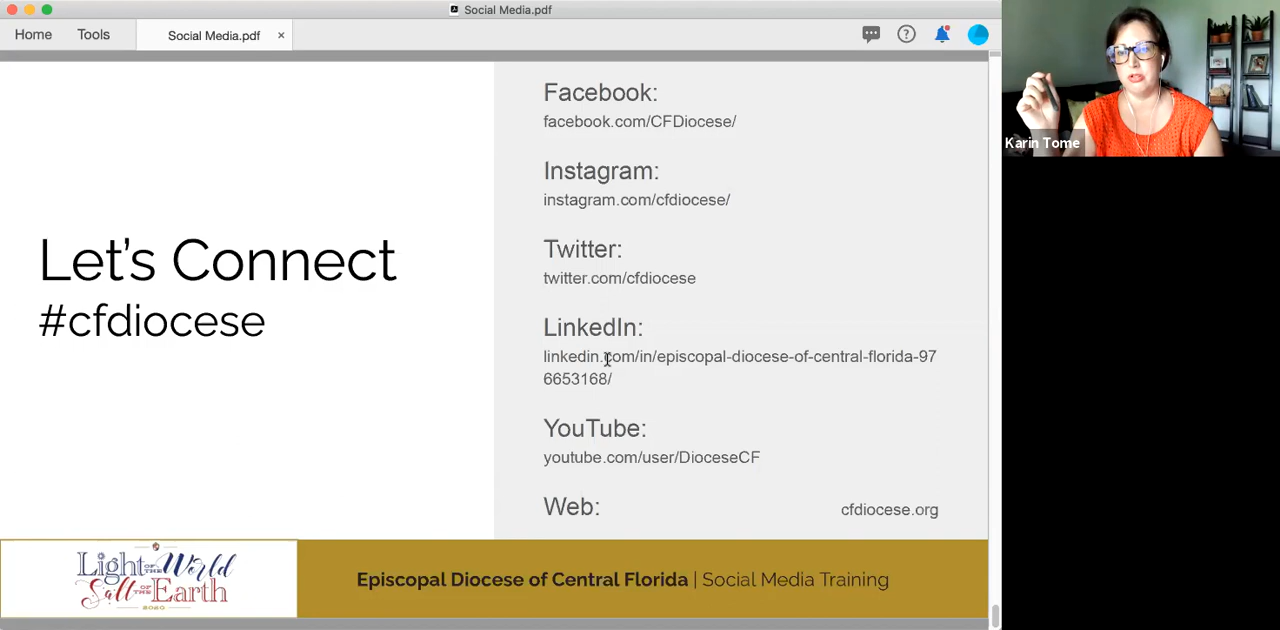 Social Media.pdf
Home
Tools
Social Media.pdf
×
?
Karin Tome
Let's Connect
#cfdiocese
Facebook:
facebook.com/CFDiocese/
Instagram:
instagram.com/cfdiocese/
Twitter:
twitter.com/cfdiocese
LinkedIn:
linkedin.com/in/episcopal-diocese-of-central-florida-97
6653168/
YouTube:
youtube.com/user/DioceseCF
Web:
cfdiocese.org
Light OF THE World
Salt OF THE Earth
2020
Episcopal Diocese of Central Florida | Social Media Training